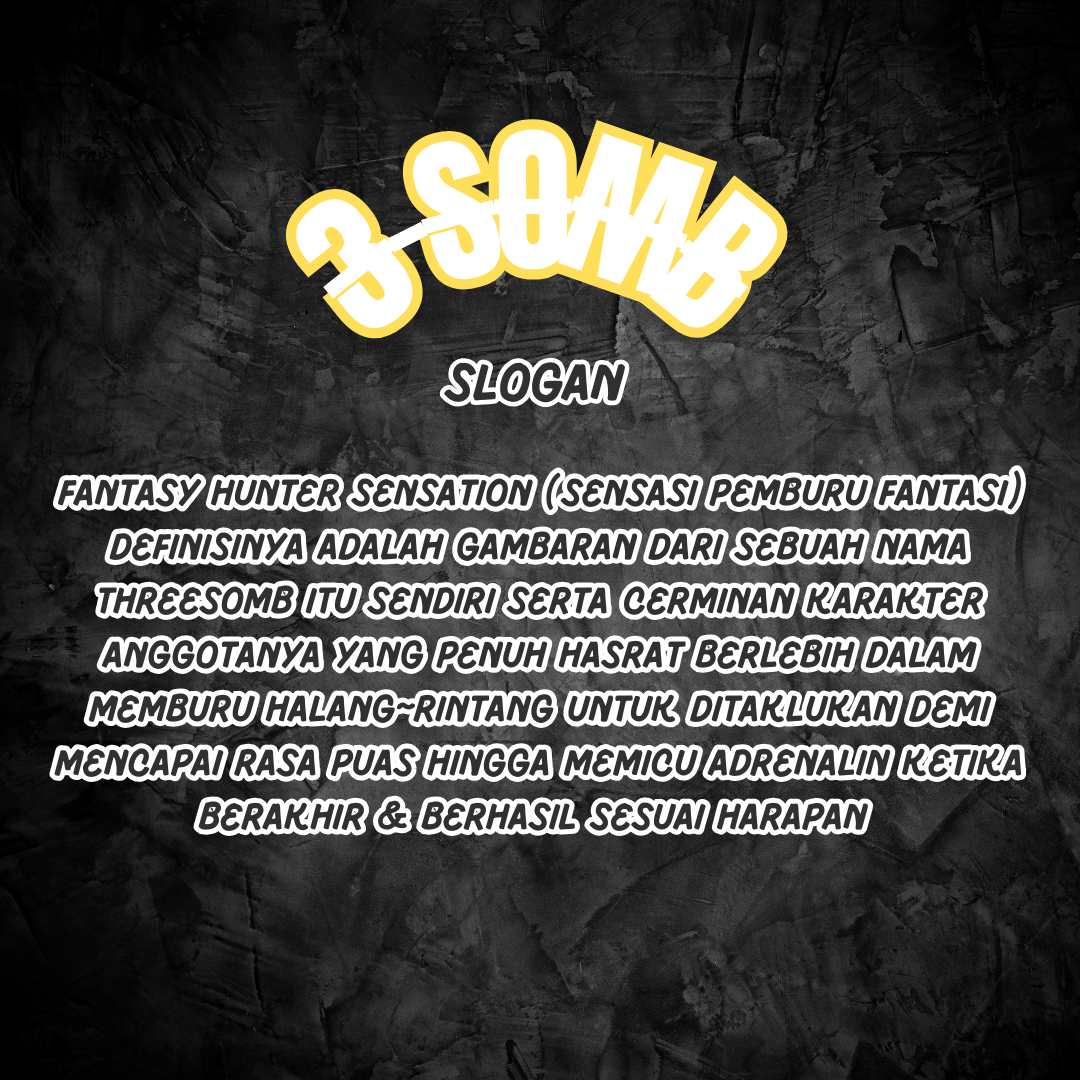 3-SOMB
SLOGAN
FANTASY HUNTER SENSATION (SENSASI PEMBURU FANTASI)
DEFINISINYA ADALAH GAMBARAN DARI SEBUAH NAMA
THREESOMB ITU SENDIRI SERTA CERMINAN KARAKTER
ANGGOTANYA YANG PENUH HASRAT BERLEBIH DALAM
MEMBURU HALANG~RINTANG UNTUK DITAKLUKAN DEMI
MENCAPAI RASA PUAS HINGGA MEMICU ADRENALIN KETIKA
BERAKHIR & BERHASIL SESUAI HARAPAN